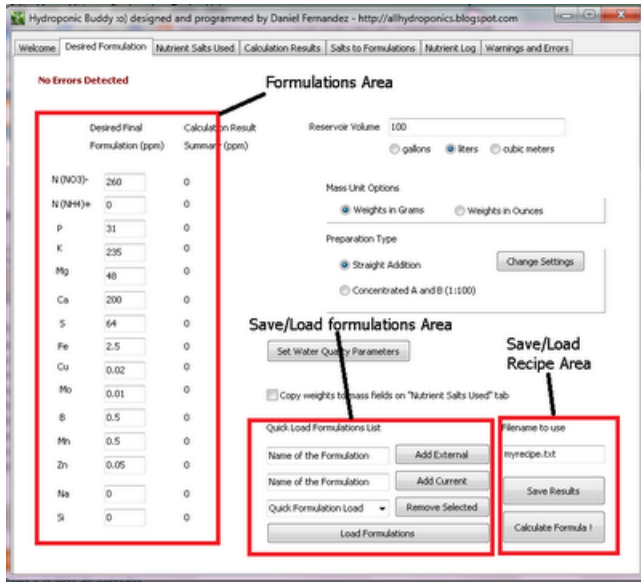 Hydroponic Buddy :o) designed and programmed by Daniel Fernandez - http://allhydroponics.blogspot.com
Welcome Desired Formulation Nutrient Salts Used Calculation Results Salts to Formulations Nutrient Log Warnings and Errors
No Errors Detected
Formulations Area
Desired Final Calculation Result
Formulation (ppm) Summary (ppm)
Reservoir Volume 100
gallons liters cubic meters
N (NO3)- 260 0
N (NH4)+ 0 0
P 31 0
K 235 0
Mg 48 0
Ca 200 0
S 64 0
Fe 2.5 0
Cu 0.02 0
Mo 0.01 0
B 0.5 0
Mn 0.5 0
Zn 0.05 0
Na 0 0
Si 0 0
Mass Unit Options
Weights in Grams Weights in Ounces
Preparation Type
Straight Addition Change Settings
Concentrated A and B (1:100)
Save/Load formulations Area
Set Water Quality Parameters
Save/Load
Recipe Area
Copy weights to mass fields on "Nutrient Salts Used" tab
Quick Load Formulations List
Name of the Formulation Add External
Name of the Formulation Add Current
Quick Formulation Load Remove Selected
Load Formulations
Filename to use
myrecipe.txt
Save Results
Calculate Formula !